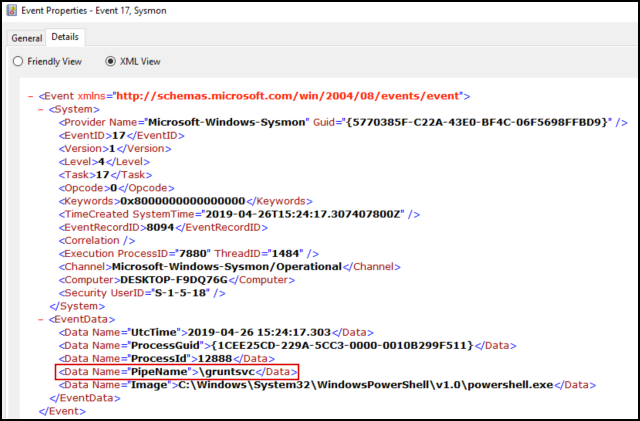 Event Properties - Event 17, Sysmon
General Details
Friendly View XML View
- <Event xmlns="http://schemas.microsoft.com/win/2004/08/events/event">
- <System>
<Provider Name="Microsoft-Windows-Sysmon" Guid="{5770385F-C22A-43E0-BF4C-06F5698FFBD9}" />
<EventID>17</EventID>
<Version>1</Version>
<Level>4</Level>
<Task>17</Task>
<Opcode>0</Opcode>
<Keywords>0x8000000000000000</Keywords>
<TimeCreated SystemTime="2019-04-26T15:24:17.307407800Z" />
<EventRecordID>8094</EventRecordID>
<Correlation />
<Execution ProcessID="7880" ThreadID="1484" />
<Channel>Microsoft-Windows-Sysmon/Operational</Channel>
<Computer>DESKTOP-F9DQ76G</Computer>
<Security UserID="S-1-5-18" />
</System>
- <EventData>
<Data Name="UtcTime">2019-04-26 15:24:17.303</Data>
<Data Name="ProcessGuid">{1CEE25CD-229A-5CC3-0000-0010B299F511}</Data>
<Data Name="ProcessId">12888</Data>
<Data Name="PipeName">\gruntsvc</Data>
<Data Name="Image">C:\Windows\System32\WindowsPowerShell\v1.0\powershell.exe</Data>
</EventData>
</Event>